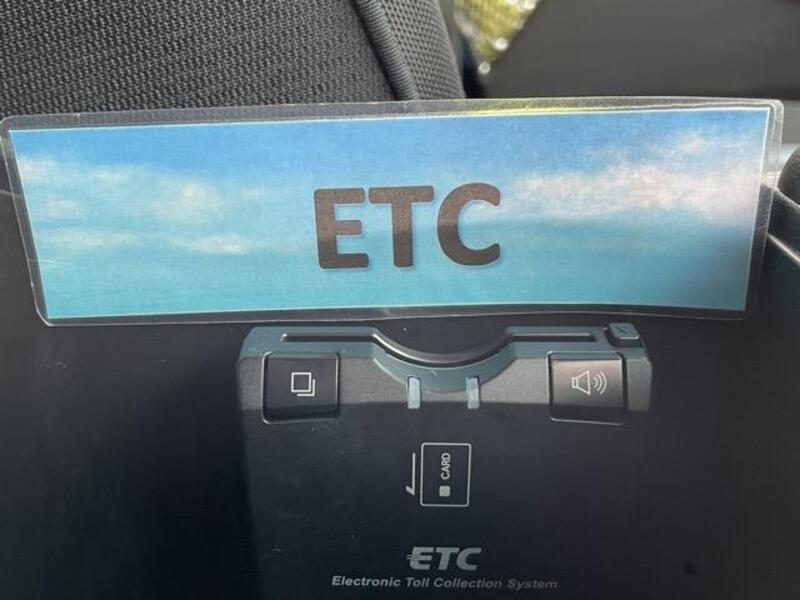 ETC
CARD
ETC
Electronic Toll Collection System